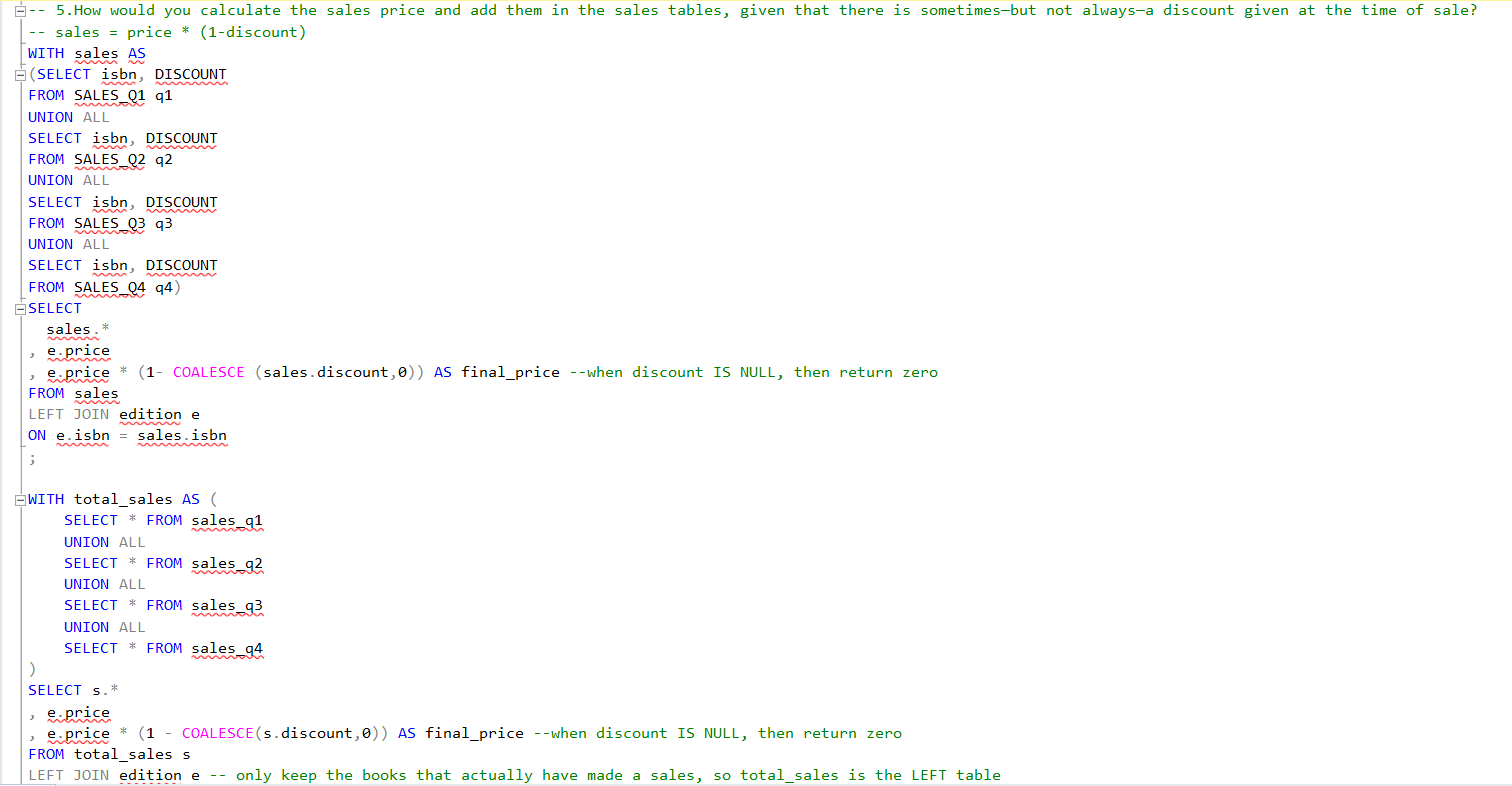 -- 5.How would you calculate the sales price and add them in the sales tables, given that there is sometimes—but not always—a discount given at the time of sale?
-- sales = price * (1-discount)
WITH sales AS
(SELECT isbn, DISCOUNT
FROM SALES_Q1 q1
UNION ALL
SELECT isbn, DISCOUNT
FROM SALES_Q2 q2
UNION ALL
SELECT isbn, DISCOUNT
FROM SALES_Q3 q3
UNION ALL
SELECT isbn, DISCOUNT
FROM SALES_Q4 q4)
SELECT
  sales.*
, e.price
, e.price * (1- COALESCE (sales.discount,0)) AS final_price --when discount IS NULL, then return zero
FROM sales
LEFT JOIN edition e
ON e.isbn = sales.isbn
;
WITH total_sales AS (
    SELECT * FROM sales_q1
    UNION ALL
    SELECT * FROM sales_q2
    UNION ALL
    SELECT * FROM sales_q3
    UNION ALL
    SELECT * FROM sales_q4
)
SELECT s.*
, e.price
, e.price * (1 - COALESCE(s.discount,0)) AS final_price --when discount IS NULL, then return zero
FROM total_sales s
LEFT JOIN edition e -- only keep the books that actually have made a sales, so total_sales is the LEFT table